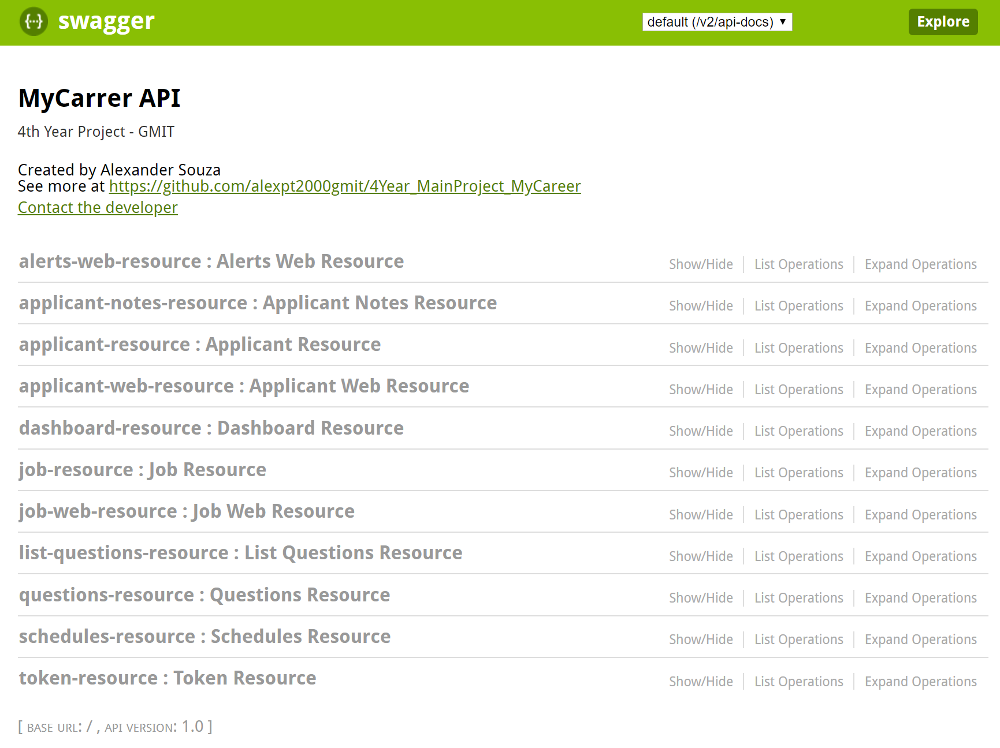 {···} swagger default (/v2/api-docs) ▼ Explore
MyCarrer API
4th Year Project - GMIT
Created by Alexander Souza
See more at https://github.com/alexpt2000gmit/4Year_MainProject_MyCareer
Contact the developer
alerts-web-resource : Alerts Web Resource Show/Hide List Operations Expand Operations
applicant-notes-resource : Applicant Notes Resource Show/Hide List Operations Expand Operations
applicant-resource : Applicant Resource Show/Hide List Operations Expand Operations
applicant-web-resource : Applicant Web Resource Show/Hide List Operations Expand Operations
dashboard-resource : Dashboard Resource Show/Hide List Operations Expand Operations
job-resource : Job Resource Show/Hide List Operations Expand Operations
job-web-resource : Job Web Resource Show/Hide List Operations Expand Operations
list-questions-resource : List Questions Resource Show/Hide List Operations Expand Operations
questions-resource : Questions Resource Show/Hide List Operations Expand Operations
schedules-resource : Schedules Resource Show/Hide List Operations Expand Operations
token-resource : Token Resource Show/Hide List Operations Expand Operations
[ BASE URL: / , API VERSION: 1.0 ]